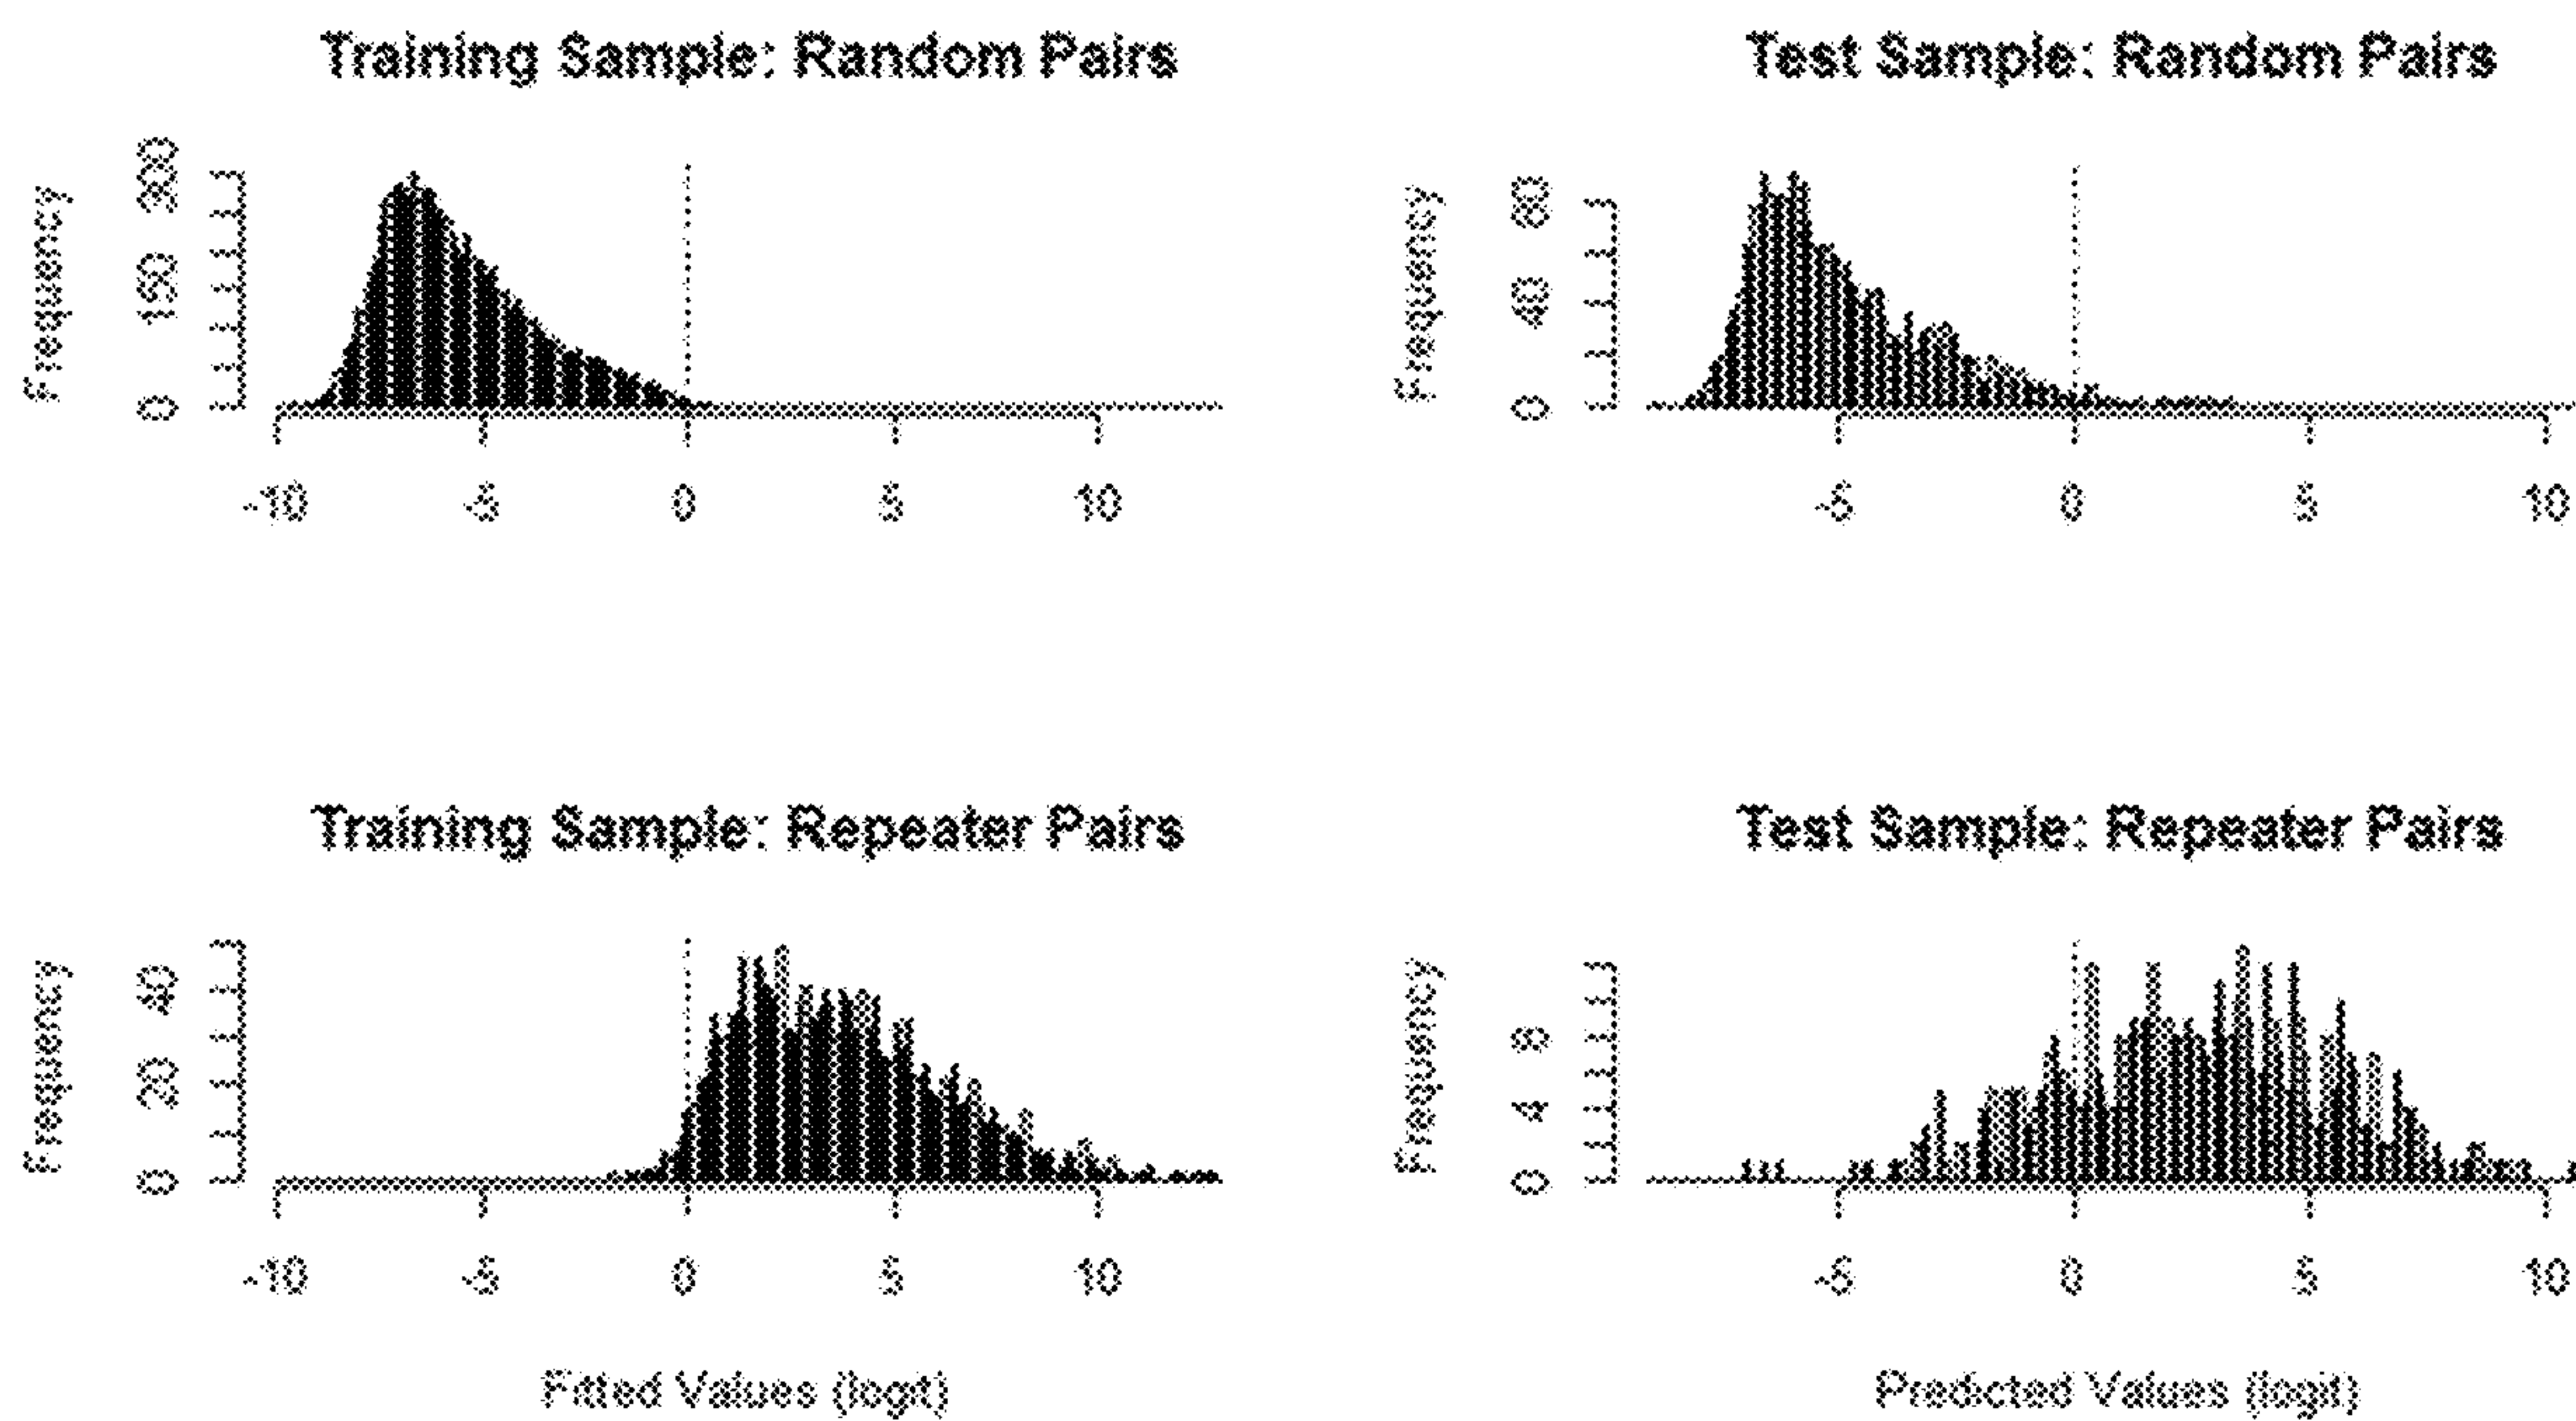 Training Sample: Random Pairs
Frequency
300
150
0
-10 -5 0 5 10
Test Sample: Random Pairs
Frequency
80
40
0
-5 0 5 10
Training Sample: Repeater Pairs
Frequency
40
20
0
-10 -5 0 5 10
Fitted Values (logit)
Test Sample: Repeater Pairs
Frequency
8
4
0
-5 0 5 10
Predicted Values (logit)